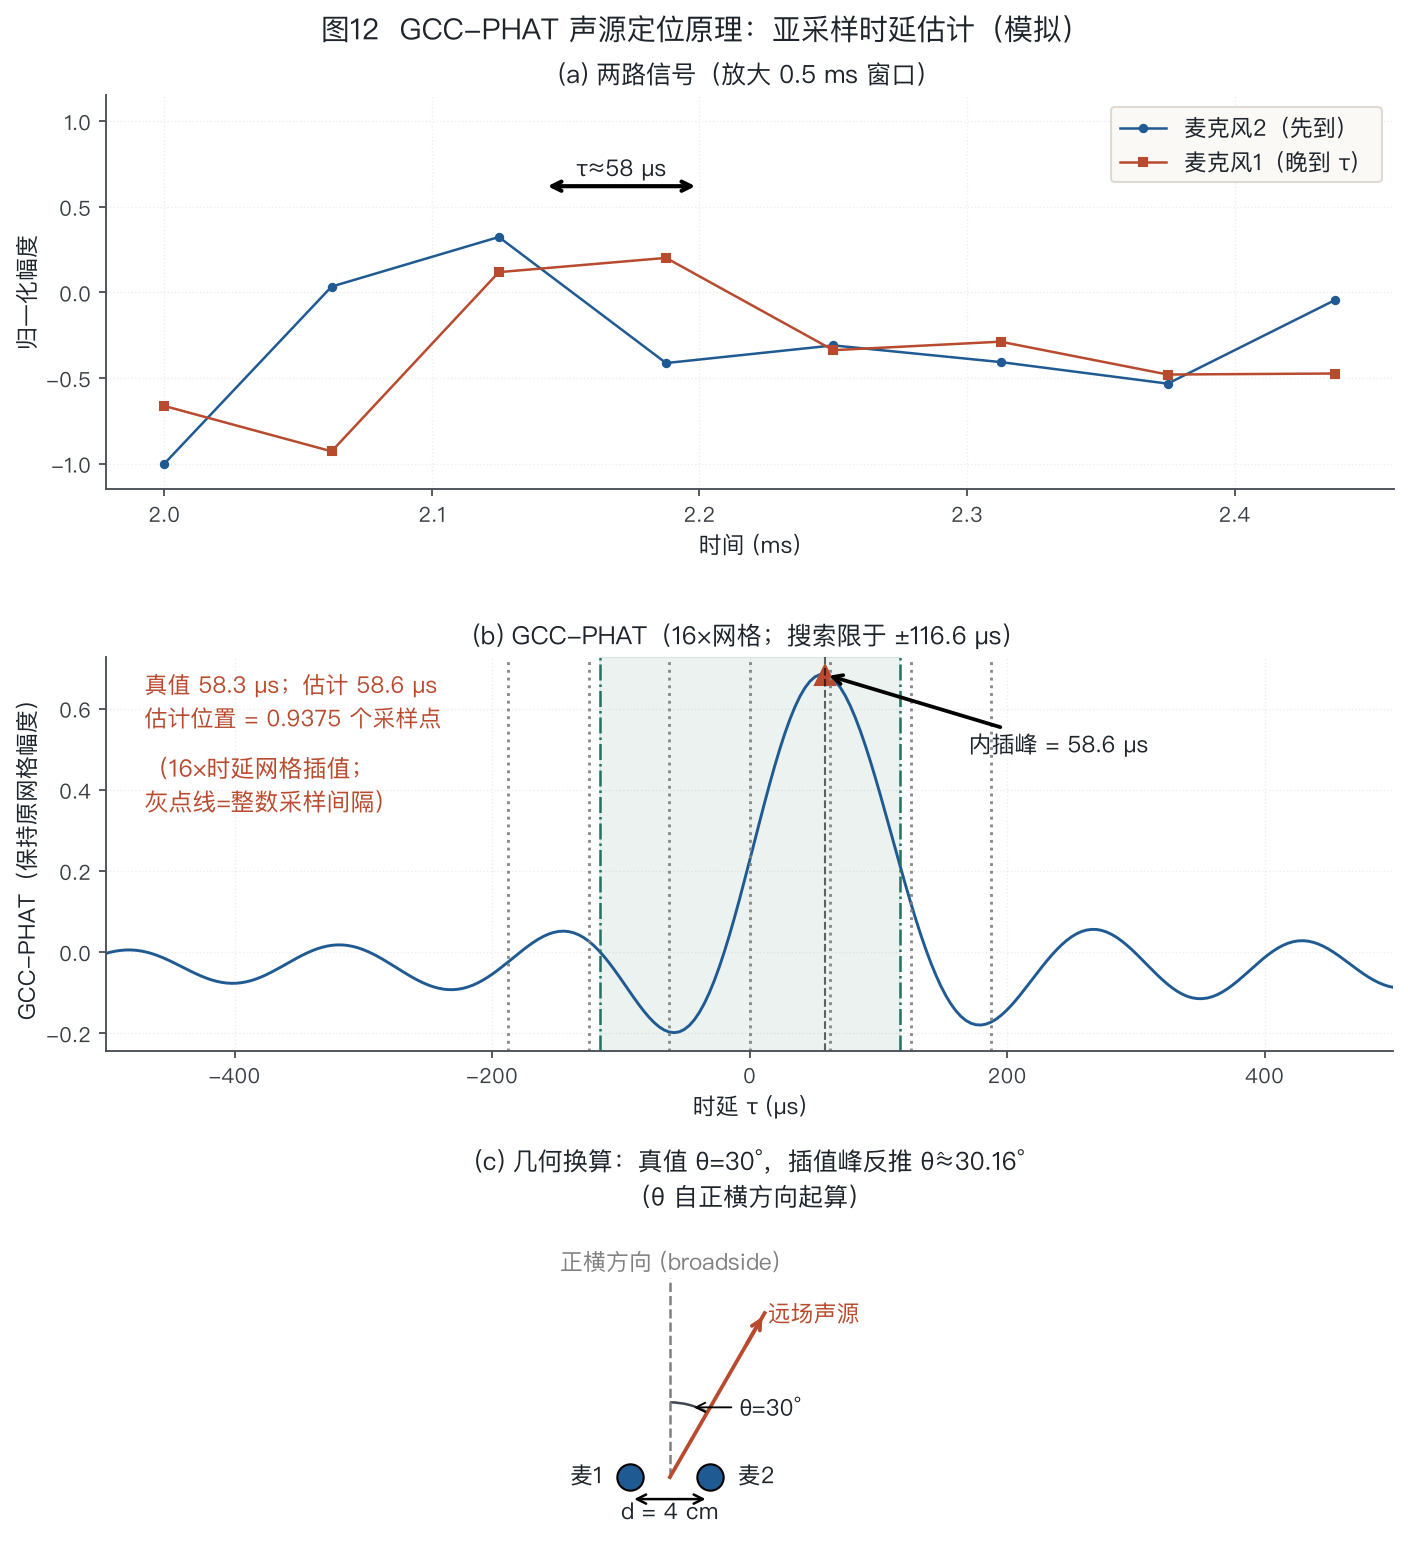 图12 GCC–PHAT 声源定位原理：亚采样时延估计（模拟）
(a) 两路信号（放大 0.5 ms 窗口）
麦克风2（先到）
麦克风1（晚到 τ）
τ≈58 µs
归一化幅度
1.0
0.5
0.0
−0.5
−1.0
2.0
2.1
2.2
2.3
2.4
时间 (ms)
(b) GCC–PHAT（16×网格；搜索限于 ±116.6 µs）
真值 58.3 µs；估计 58.6 µs
估计位置 = 0.9375 个采样点
（16×时延网格插值；
灰点线=整数采样间隔）
内插峰 = 58.6 µs
GCC–PHAT（保持原网格幅度）
0.6
0.4
0.2
0.0
−0.2
−400
−200
0
200
400
时延 τ (µs)
(c) 几何换算：真值 θ=30°，插值峰反推 θ≈30.16°
（θ 自正横方向起算）
正横方向 (broadside)
远场声源
θ=30°
麦1
麦2
d = 4 cm